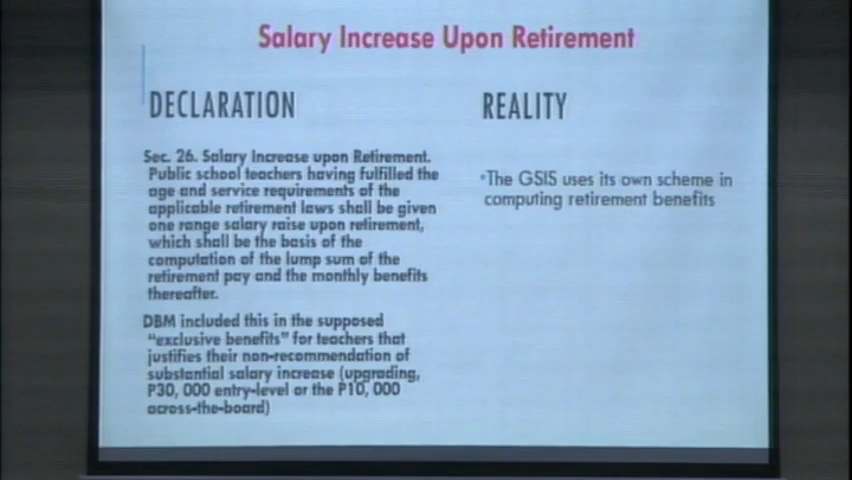 Salary Increase Upon Retirement
DECLARATION
Sec. 26. Salary Increase upon Retirement.
Public school teachers having fulfilled the
age and service requirements of the
applicable retirement laws shall be given
one range salary raise upon retirement,
which shall be the basis of the
computation of the lump sum of the
retirement pay and the monthly benefits
thereafter.
DBM included this in the supposed
"exclusive benefits" for teachers that
justifies their non-recommendation of
substantial salary increase (upgrading,
P30, 000 entry-level or the P10, 000
across-the-board)
REALITY
•The GSIS uses its own scheme in
computing retirement benefits